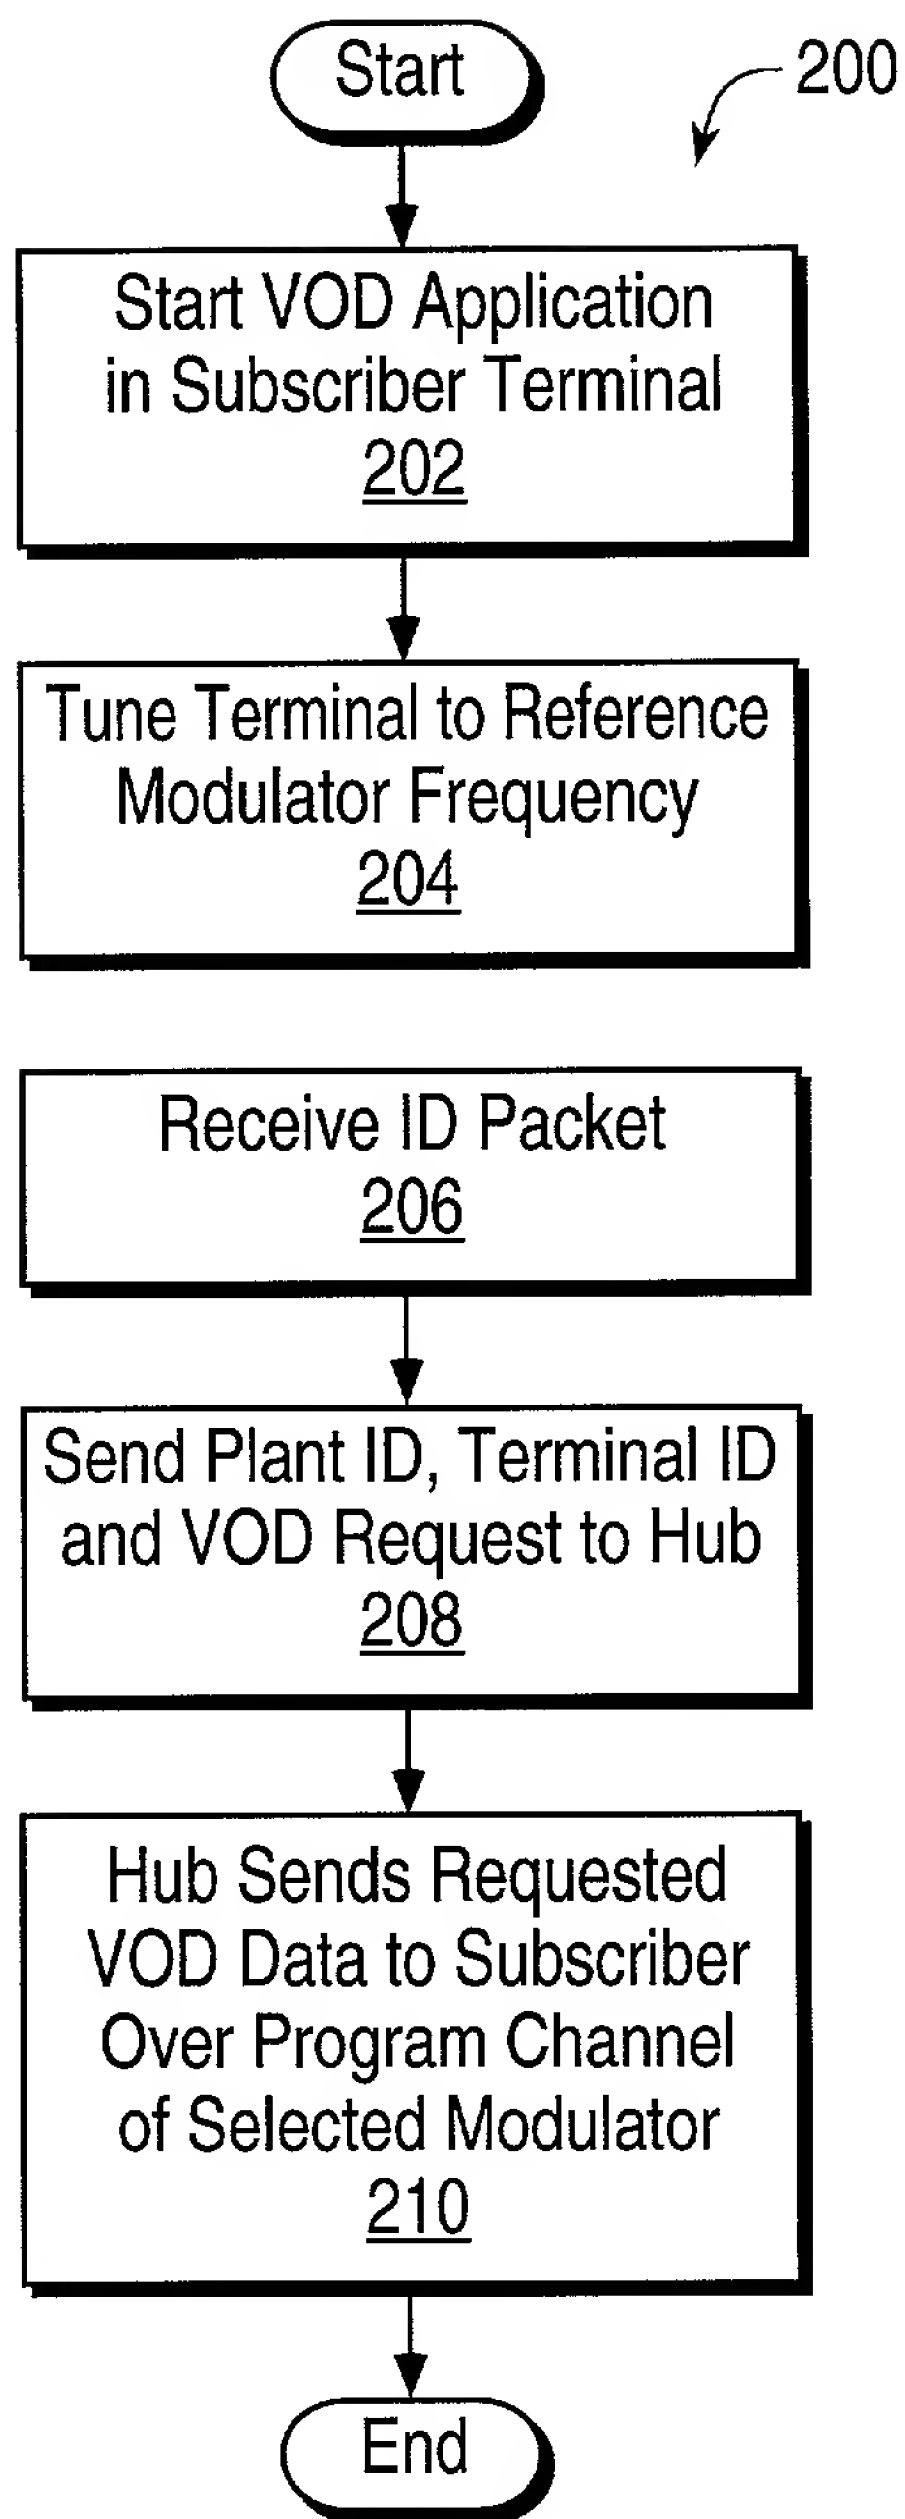 Start
200
Start VOD Application
in Subscriber Terminal
202
Tune Terminal to Reference
Modulator Frequency
204
Receive ID Packet
206
Send Plant ID, Terminal ID
and VOD Request to Hub
208
Hub Sends Requested
VOD Data to Subscriber
Over Program Channel
of Selected Modulator
210
End